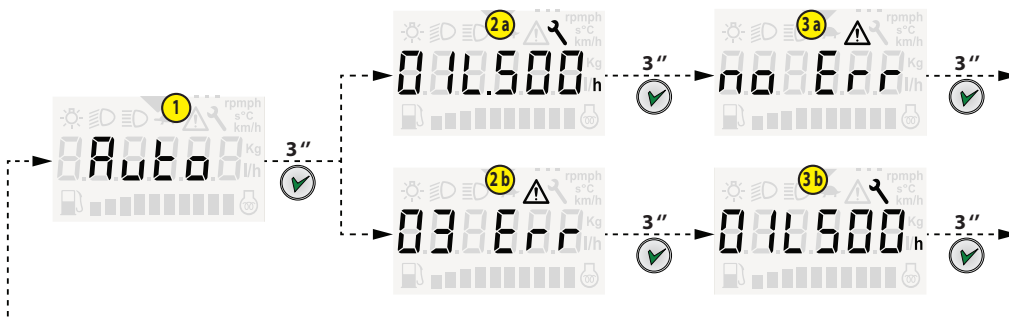 1
rpmph
s°C
km/h
Auto
Kg
l/h
3"
2a
rpmph
s°C
km/h
01L.500
Kg
h
3"
3a
rpmph
s°C
km/h
no Err
Kg
l/h
3"
2b
rpmph
s°C
km/h
03 Err
Kg
l/h
3"
3b
rpmph
s°C
km/h
01L500
Kg
h
3"